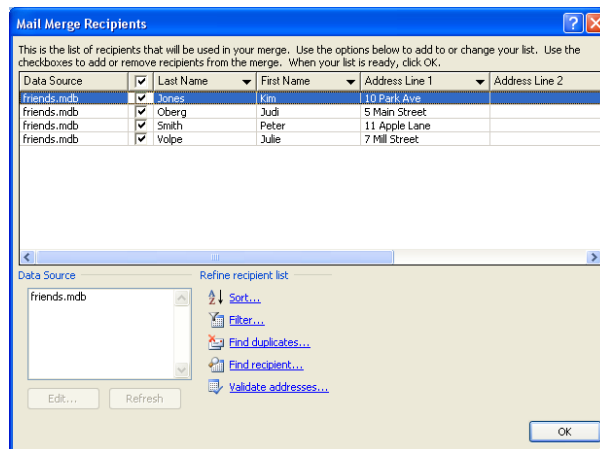 Mail Merge Recipients
This is the list of recipients that will be used in your merge. Use the options below to add to or change your list. Use the
checkboxes to add or remove recipients from the merge. When your list is ready, click OK.
Data Source Last Name First Name Address Line 1 Address Line 2
friends.mdb Jones Kim 10 Park Ave
friends.mdb Oberg Judi 5 Main Street
friends.mdb Smith Peter 11 Apple Lane
friends.mdb Volpe Julie 7 Mill Street
Data Source Refine recipient list
friends.mdb
Sort...
Filter...
Find duplicates...
Find recipient...
Validate addresses...
Edit... Refresh
OK